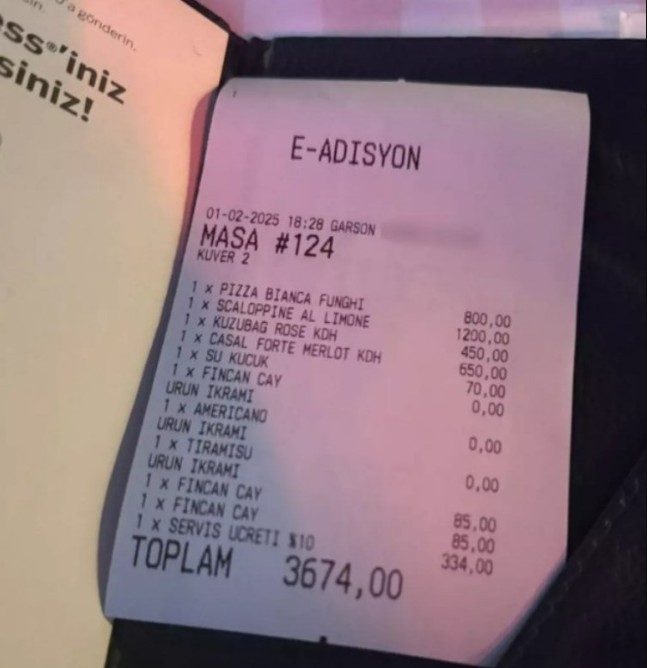 'a gönderin.
ess®'iniz
siniz!
E-ADISYON
01-02-2025 18:28 GARSON
MASA #124
KUVER 2
1 x PIZZA BIANCA FUNGHI 800,00
1 x SCALOPPINE AL LIMONE 1200,00
1 x KUZUBAG ROSE KDH 450,00
1 x CASAL FORTE MERLOT KDH 650,00
1 x SU KUCUK 70,00
1 x FINCAN CAY 0,00
URUN IKRAMI
1 x AMERICANO 0,00
URUN IKRAMI
1 x TIRAMISU 0,00
URUN IKRAMI
1 x FINCAN CAY 85,00
1 x FINCAN CAY 85,00
1 x SERVIS UCRETI %10 334,00
TOPLAM 3674,00